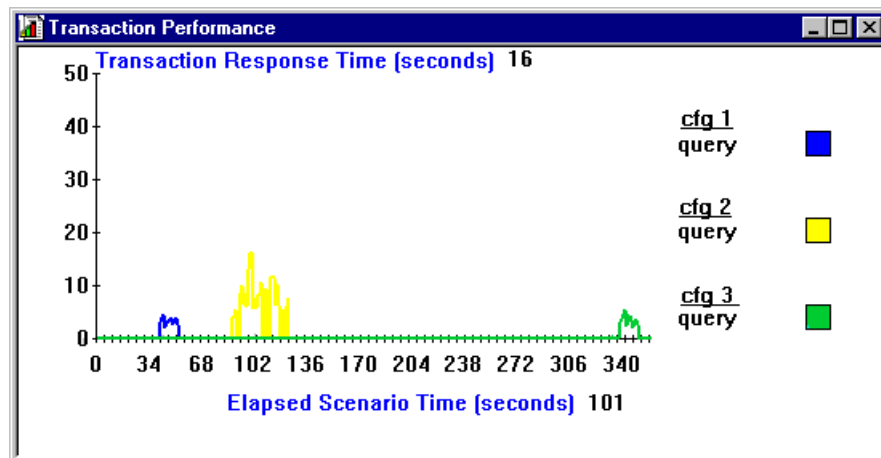 Transaction Performance
Transaction Response Time (seconds) 16
50
40
30
20
10
0
0 34 68 102 136 170 204 238 272 306 340
Elapsed Scenario Time (seconds) 101
cfg 1
query
cfg 2
query
cfg 3
query